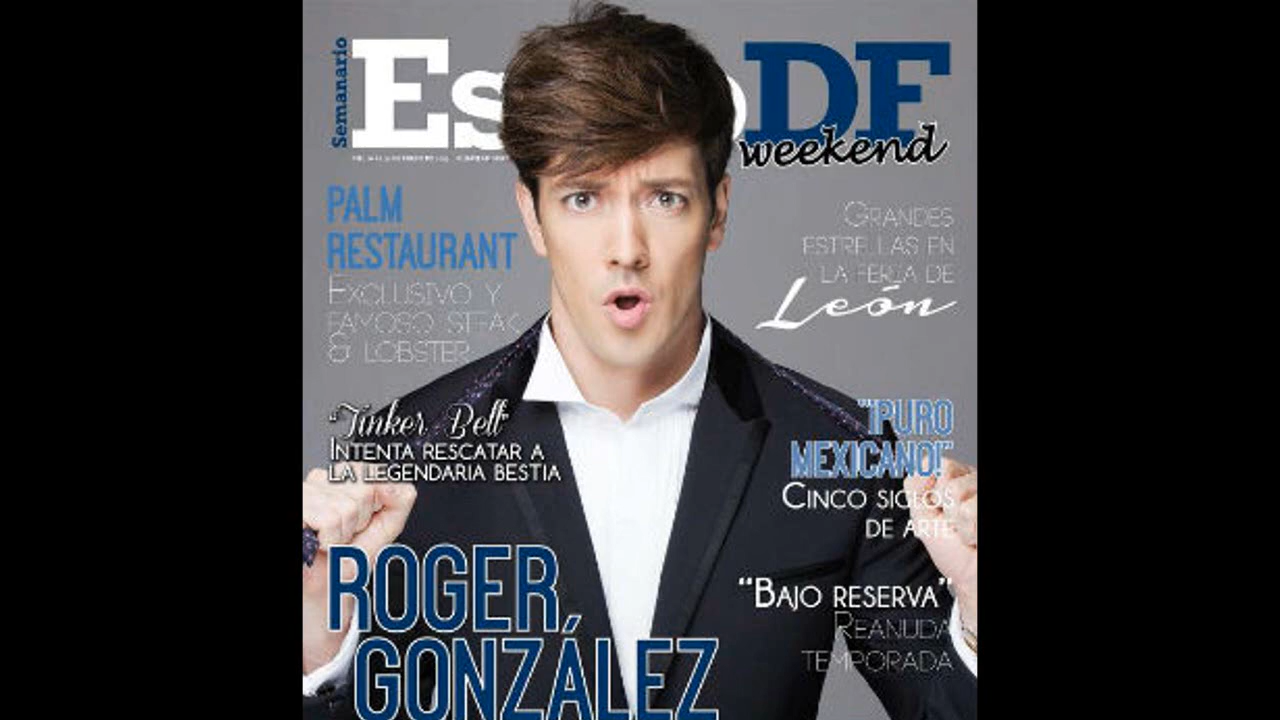 Semanario
Es oDF
weekend
PALM
RESTAURANT
EXCLUSIVO Y
FAMOSO STEAK
& LOBSTER
"Tinker Bell"
INTENTA RESCATAR A
LA LEGENDARIA BESTIA
GRANDES
ESTRELLAS EN
LA FERIA DE
León
"¡PURO
MEXICANO!"
CINCO SIGLOS
DE ARTE
"BAJO RESERVA"
REANUDA
TEMPORADA
ROGER
GONZÁLEZ